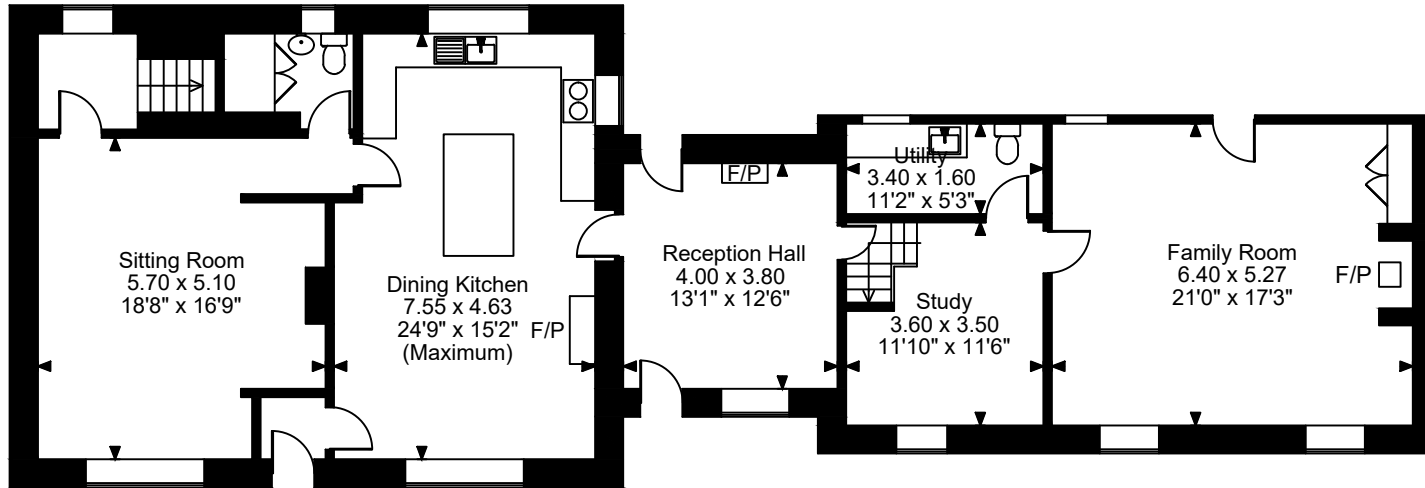 Sitting Room
5.70 x 5.10
18'8" x 16'9"
Dining Kitchen
7.55 x 4.63
24'9" x 15'2"
(Maximum)
F/P
F/P
Reception Hall
4.00 x 3.80
13'1" x 12'6"
Utility
3.40 x 1.60
11'2" x 5'3"
Study
3.60 x 3.50
11'10" x 11'6"
Family Room
6.40 x 5.27
21'0" x 17'3"
F/P